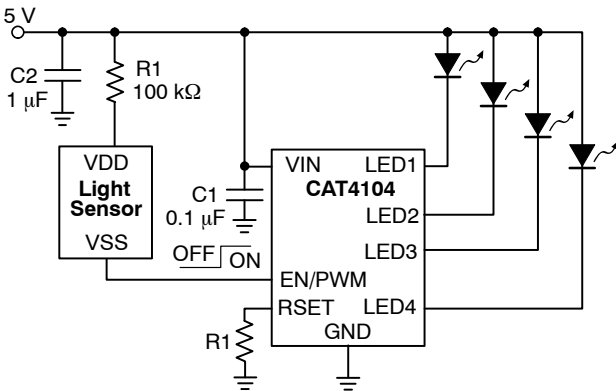 5 V
C2
1 μF
R1
100 kΩ
VDD
Light
Sensor
VSS
C1
0.1 μF
OFF
ON
VIN
LED1
CAT4104
LED2
LED3
EN/PWM
RSET
LED4
GND
R1